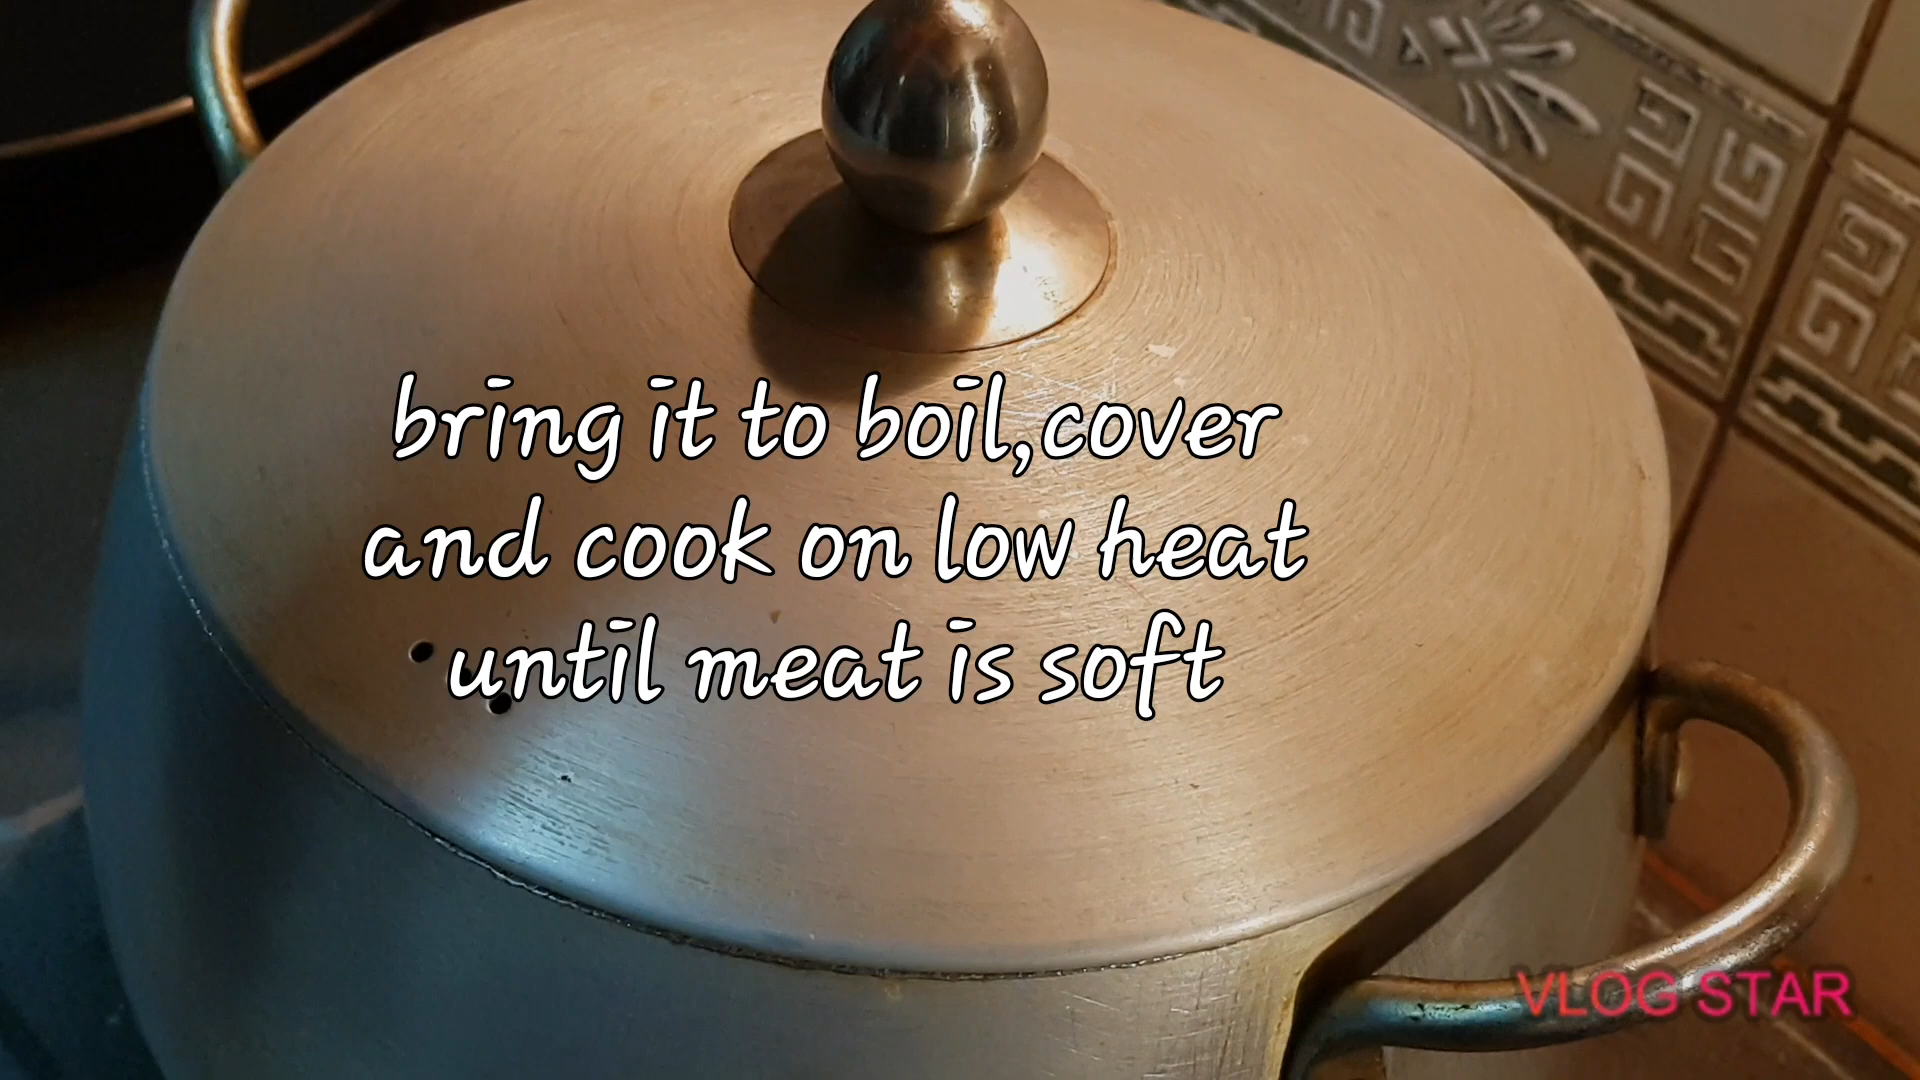 bring it to boil,cover
and cook on low heat
until meat is soft
VLOG STAR